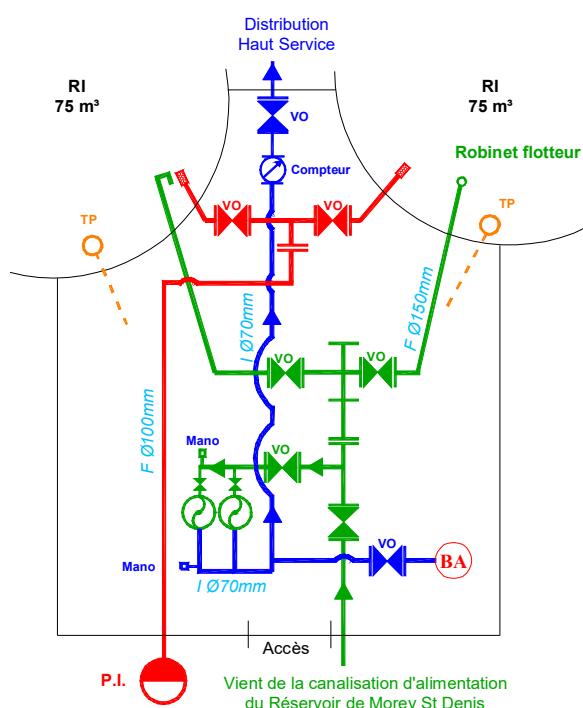 Distribution
Haut Service
RI
75 m³
RI
75 m³
VO
Compteur
Robinet flotteur
VO
VO
TP
TP
I Ø70mm
F Ø150mm
VO
VO
F Ø100mm
Mano
VO
VO
Mano
I Ø70mm
BA
Accès
P.I.
Vient de la canalisation d'alimentation
du Réservoir de Morey St Denis